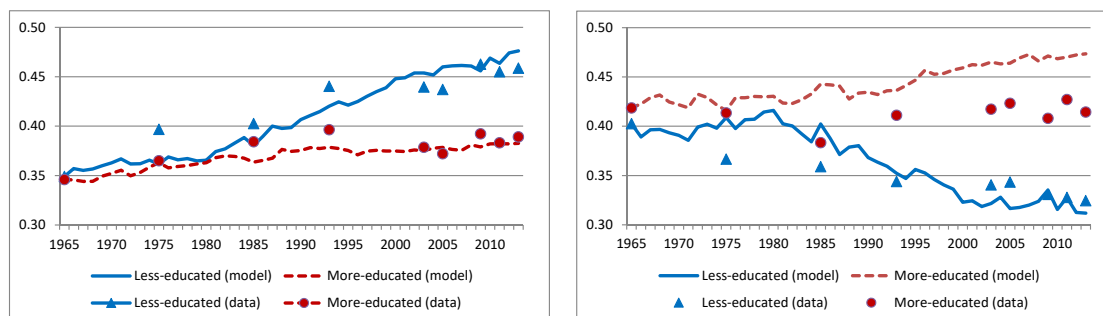 0.50
0.45
0.40
0.35
0.30
1965 1970 1975 1980 1985 1990 1995 2000 2005 2010
Less-educated (model) More-educated (model)
Less-educated (data) More-educated (data)
0.50
0.45
0.40
0.35
0.30
1965 1970 1975 1980 1985 1990 1995 2000 2005 2010
Less-educated (model) More-educated (model)
Less-educated (data) More-educated (data)